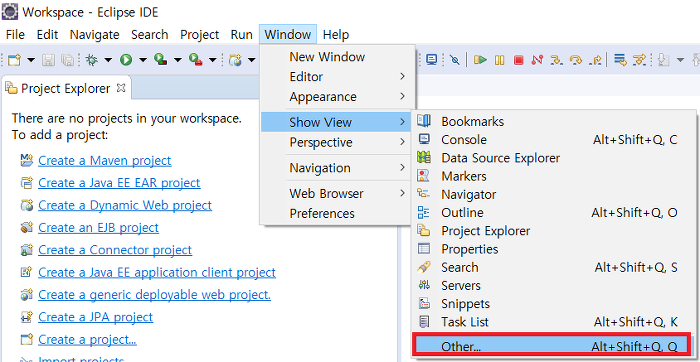 Workspace - Eclipse IDE
File Edit Navigate Search Project Run Window Help
Project Explorer
There are no projects in your workspace.
To add a project:
Create a Maven project
Create a Java EE EAR project
Create a Dynamic Web project
Create an EJB project
Create a Connector project
Create a Java EE application client project
Create a generic deployable web project.
Create a JPA project
Create a project...
Import projects
New Window
Editor
Appearance
Show View
Perspective
Navigation
Web Browser
Preferences
Bookmarks
Console Alt+Shift+Q, C
Data Source Explorer
Markers
Navigator
Outline Alt+Shift+Q, O
Project Explorer
Properties
Search Alt+Shift+Q, S
Servers
Snippets
Task List Alt+Shift+Q, K
Other... Alt+Shift+Q, Q